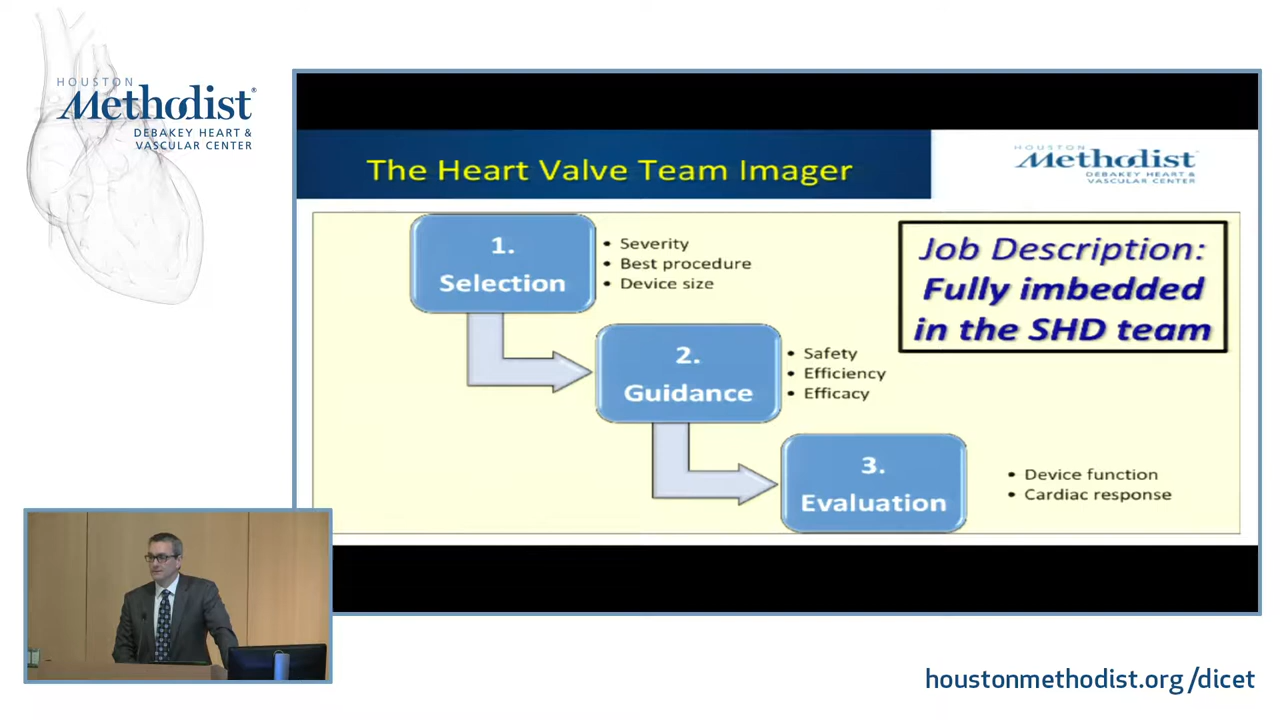 HOUSTON
Methodist®
DEBAKEY HEART &
VASCULAR CENTER
The Heart Valve Team Imager
HOUSTON
Methodist
DEBAKEY HEART &
VASCULAR CENTER
1.
Selection
• Severity
• Best procedure
• Device size
Job Description:
Fully imbedded
in the SHD team
2.
Guidance
• Safety
• Efficiency
• Efficacy
3.
Evaluation
• Device function
• Cardiac response
houstonmethodist.org/dicet